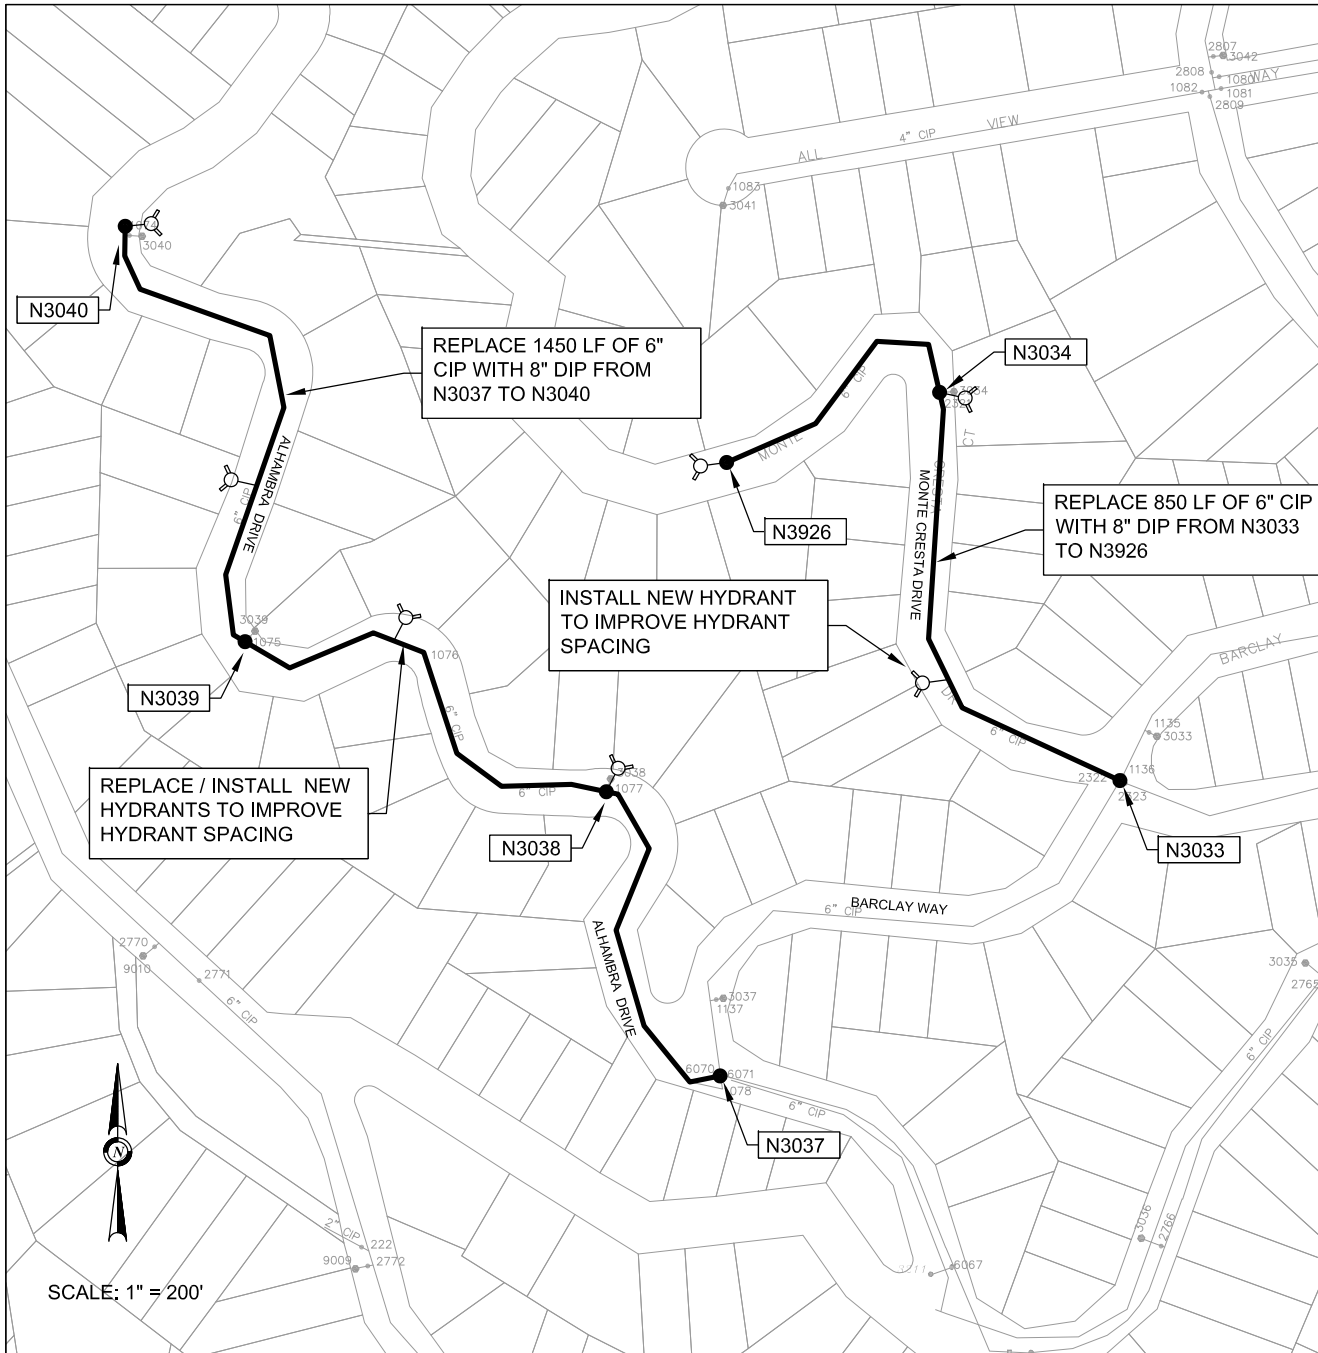 2807
3042
2808
1080
WAY
1082
1081
2809
4" CIP
VIEW
ALL
1083
3041
3040
N3040
REPLACE 1450 LF OF 6"
CIP WITH 8" DIP FROM
N3037 TO N3040
N3034
3034
6" CIP
MONTE
CT
N3926
MONTE CRESTA DRIVE
REPLACE 850 LF OF 6" CIP
WITH 8" DIP FROM N3033
TO N3926
ALHAMBRA DRIVE
6" CIP
INSTALL NEW HYDRANT
TO IMPROVE HYDRANT
SPACING
3039
1075
1076
BARCLAY
N3039
DR
6" CIP
6" CIP
1135
3033
REPLACE / INSTALL  NEW
HYDRANTS TO IMPROVE
HYDRANT SPACING
3038
1077
6" CIP
2322
1136
2323
N3038
N3033
6" CIP
BARCLAY WAY
ALHAMBRA DRIVE
2770
9010
2771
6" CIP
3037
1137
3035
2765
6" CIP
6070
6071
1078
6" CIP
N3037
N
2" CIP
222
9009
2772
3036
2766
6067
3211
SCALE: 1" = 200'